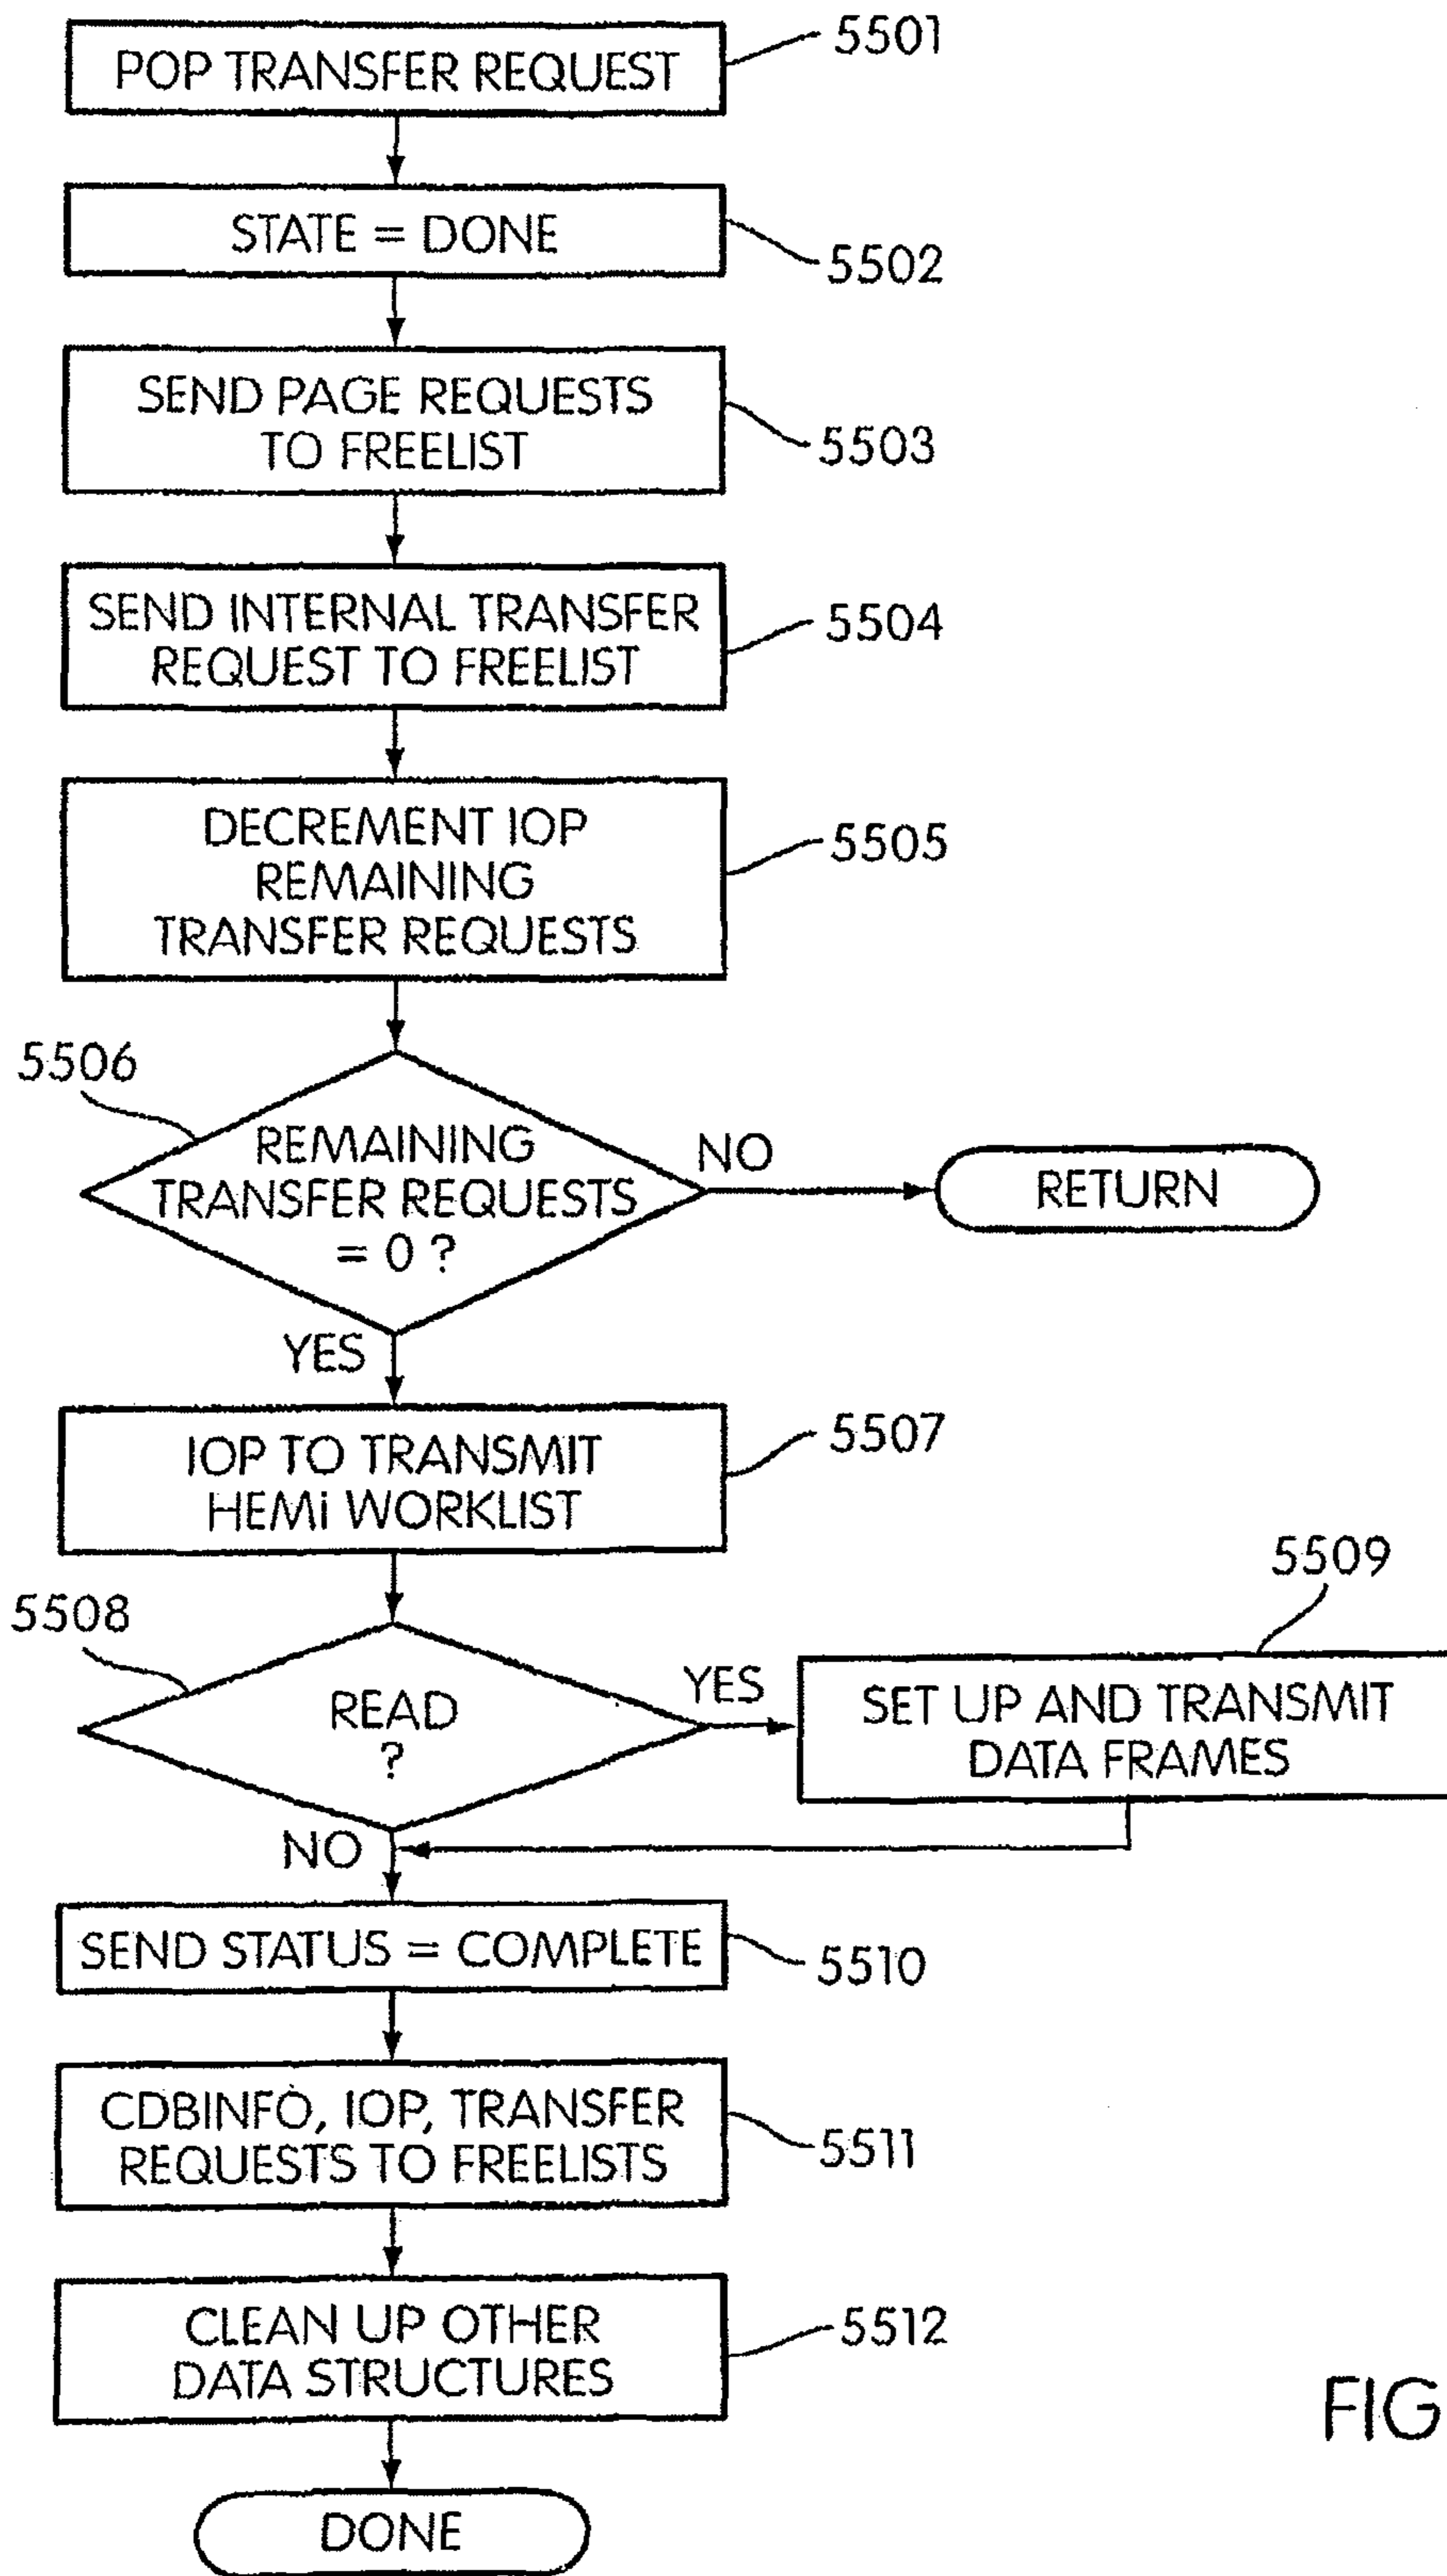 POP TRANSFER REQUEST
5501
STATE = DONE
5502
SEND PAGE REQUESTS
TO FREELIST
5503
SEND INTERNAL TRANSFER
REQUEST TO FREELIST
5504
DECREMENT IOP
REMAINING
TRANSFER REQUESTS
5505
5506
REMAINING
TRANSFER REQUESTS
= 0 ?
NO
RETURN
YES
IOP TO TRANSMIT
HEMi WORKLIST
5507
5508
READ
?
YES
5509
SET UP AND TRANSMIT
DATA FRAMES
NO
SEND STATUS = COMPLETE
5510
CDBINFO, IOP, TRANSFER
REQUESTS TO FREELISTS
5511
CLEAN UP OTHER
DATA STRUCTURES
5512
DONE
FIG